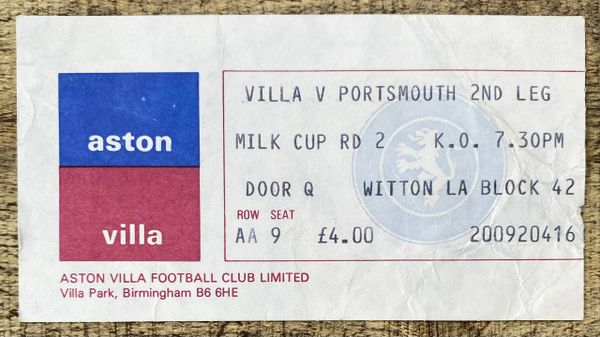 aston
villa
VILLA V PORTSMOUTH 2ND LEG
MILK CUP RD 2 K.O. 7.30PM
DOOR Q WITTON LA BLOCK 42
ROW SEAT
AA 9 £4.00 200920416
ASTON VILLA FOOTBALL CLUB LIMITED
Villa Park, Birmingham B6 6HE